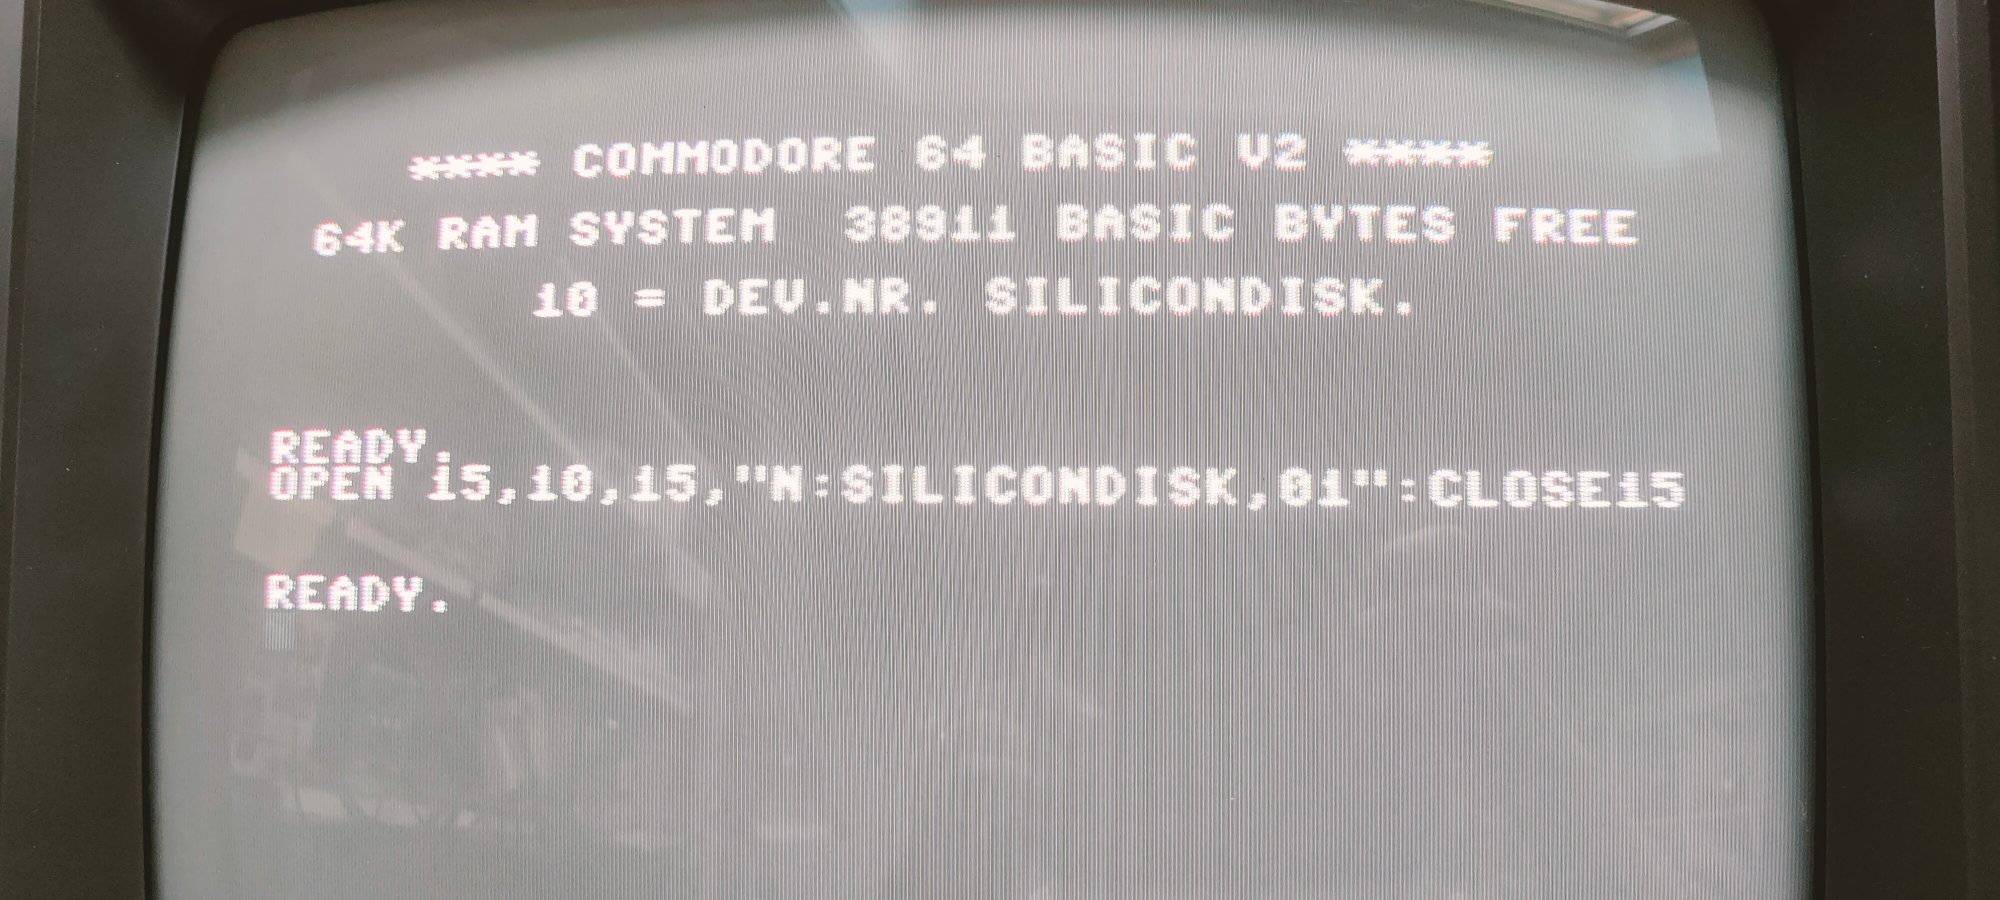 **** COMMODORE 64 BASIC V2 ****
64K RAM SYSTEM  38911 BASIC BYTES FREE
10 = DEV.NR. SILICONDISK.
READY.
OPEN 15,10,15,"N:SILICONDISK,01":CLOSE15
READY.